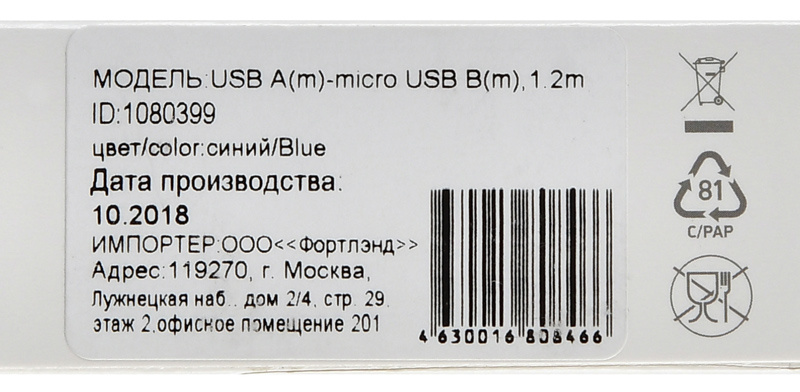 МОДЕЛЬ:USB A(m)-micro USB B(m),1.2m
ID:1080399
цвет/color:синий/Blue
Дата производства:
10.2018
ИМПОРТЕР:ООО<<Фортлэнд>>
Адрес:119270, г. Москва,
Лужнецкая наб., дом 2/4, стр. 29,
этаж 2,офисное помещение 201
4 630016 808466
81
C/PAP